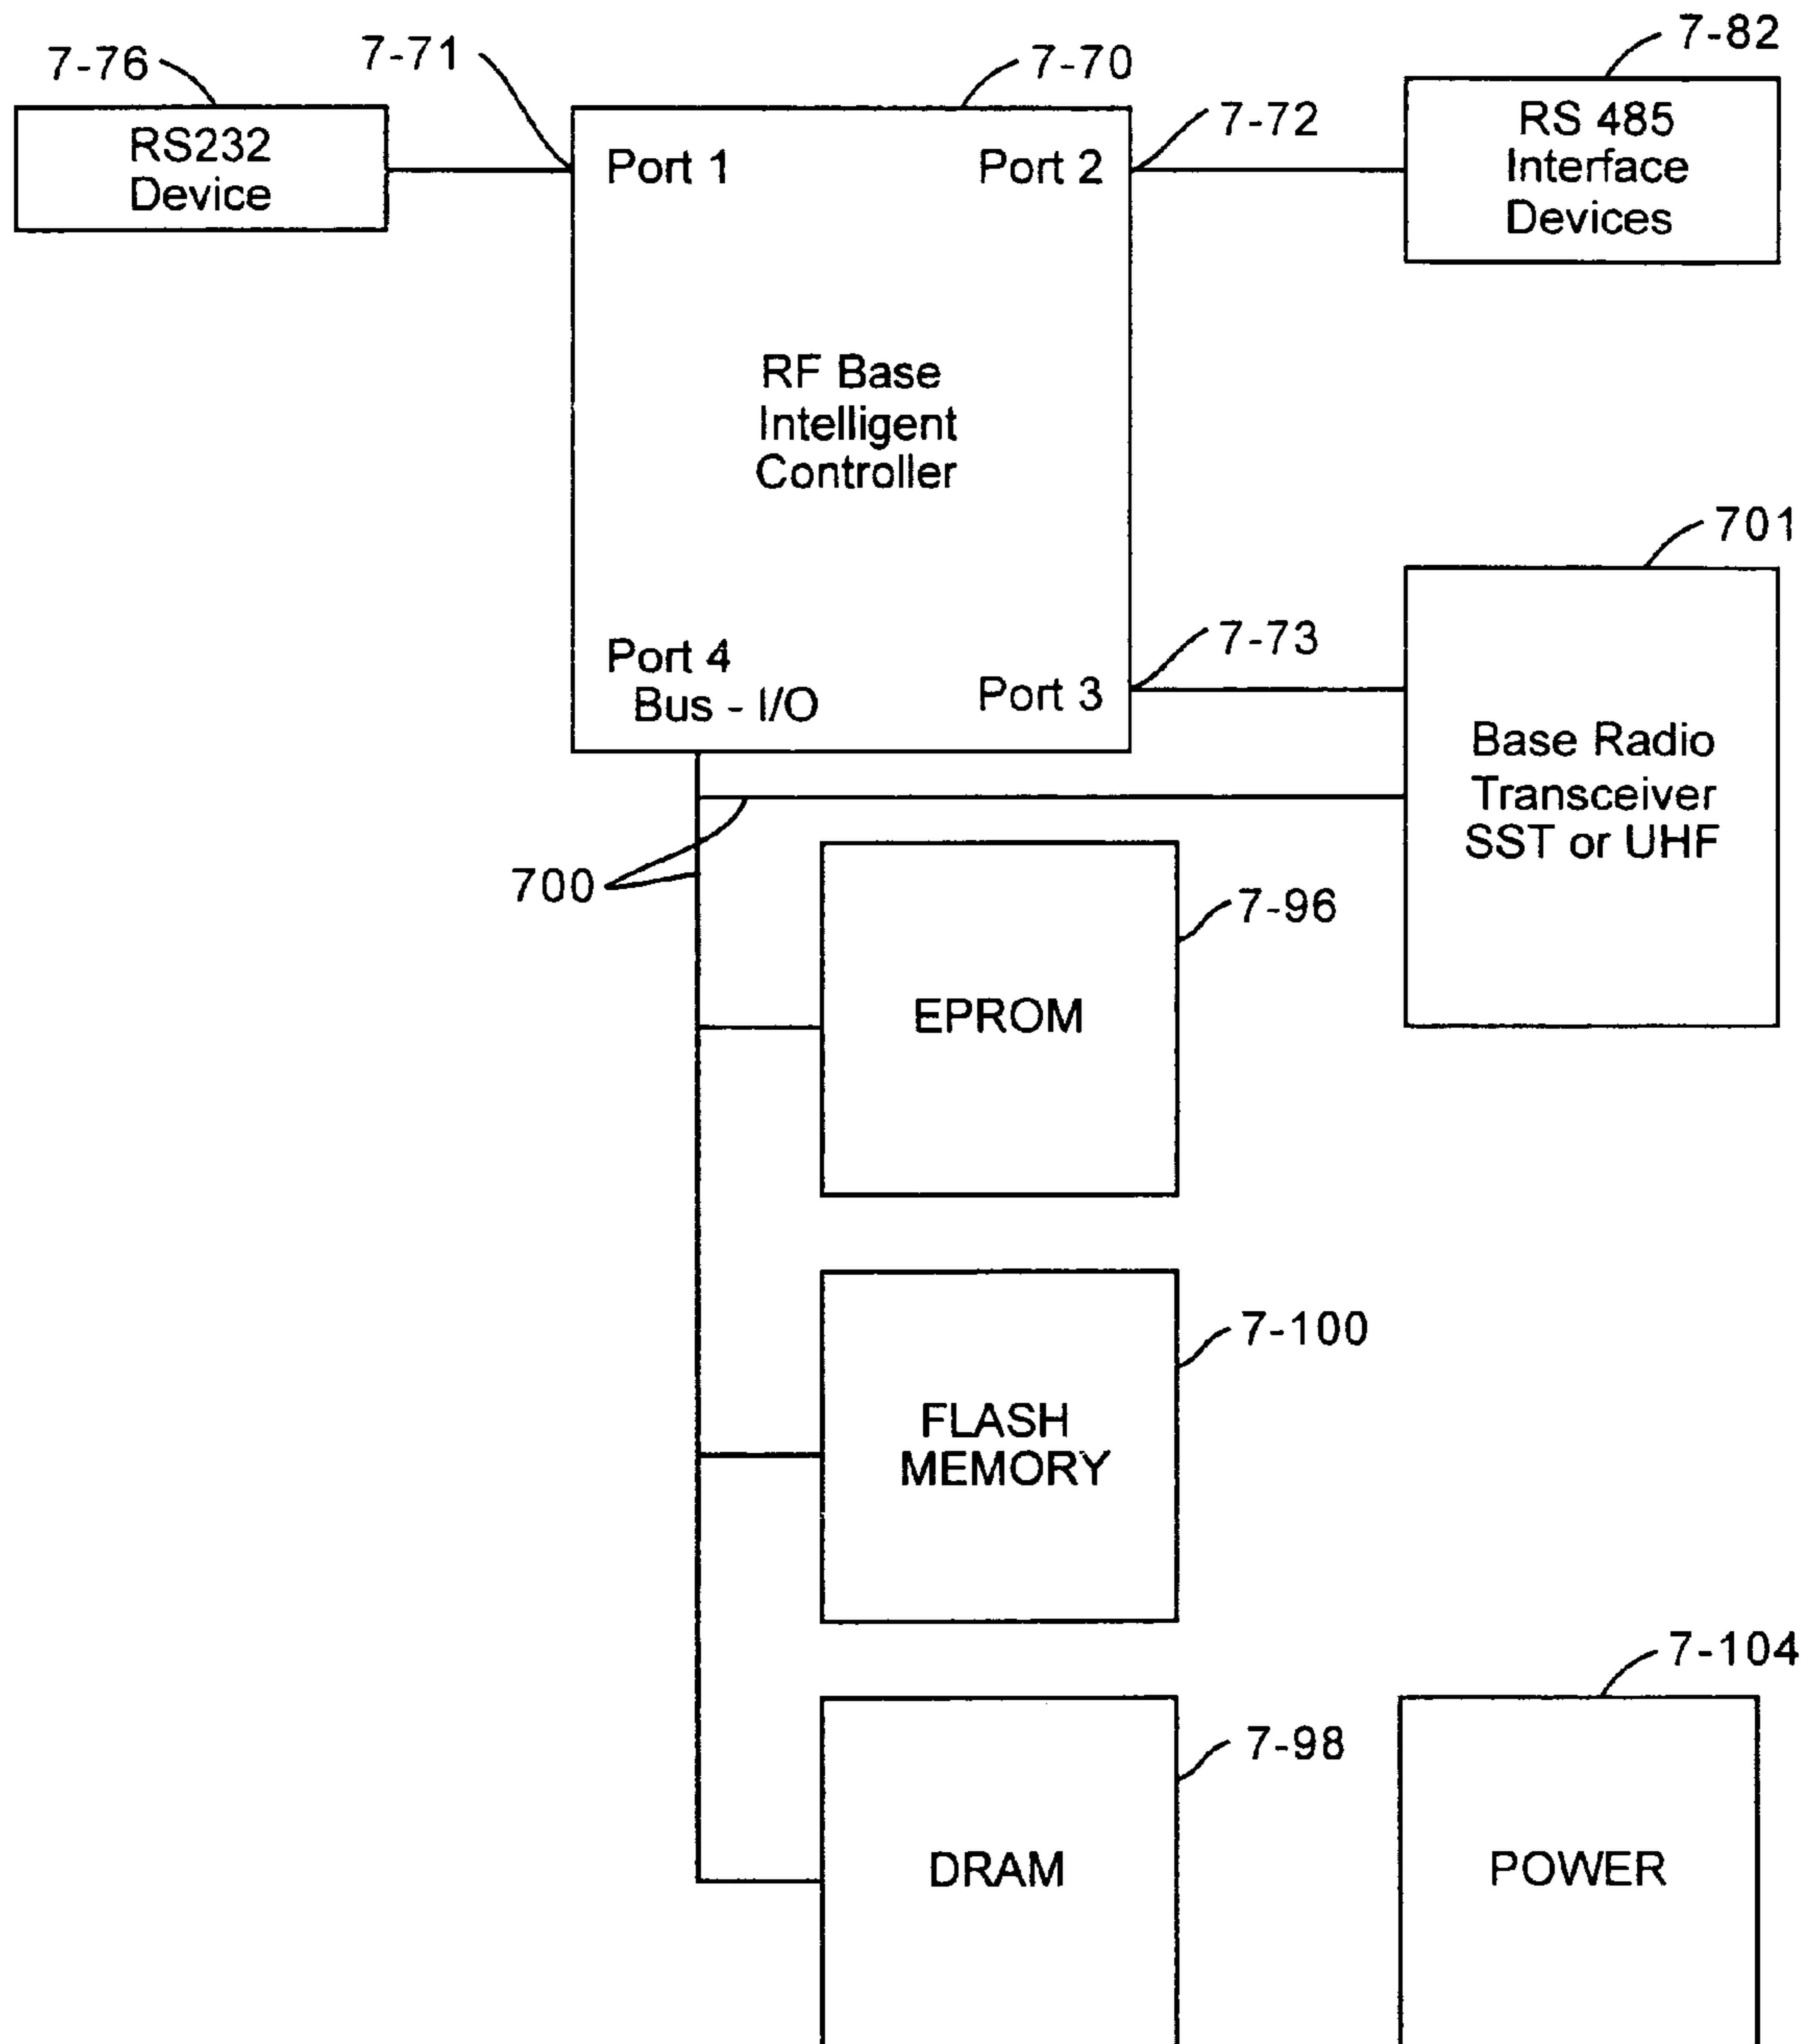 7-76
7-71
7-70
7-82
RS232
Device
Port 1
Port 2
7-72
RS 485
Interface
Devices
RF Base
Intelligent
Controller
701
Port 4
Bus - I/O
Port 3
7-73
Base Radio
Transceiver
SST or UHF
700
7-96
EPROM
7-100
FLASH
MEMORY
7-104
7-98
DRAM
POWER